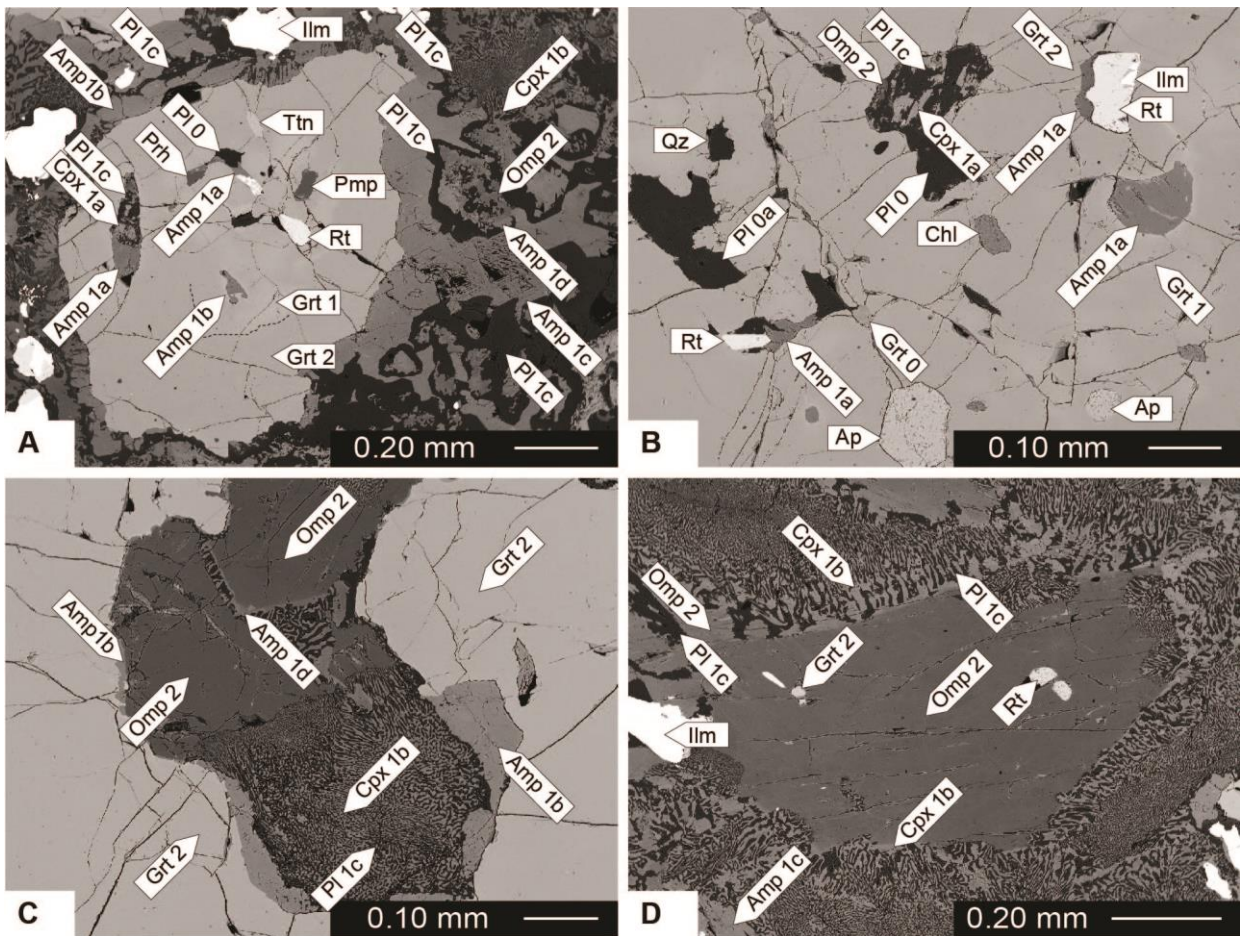 Pl 1c
Ilm
Pl 1c
Amp1b
Cpx 1b
Pl 0
Ttn
Pl 1c
Omp 2
Prh
Pl 1c
Cpx 1a
Amp 1a
Pmp
Rt
Amp 1d
Amp 1a
Grt 1
Amp 1b
Amp 1c
Grt 2
Pl 1c
A
0.20 mm
Omp 2
Pl 1c
Grt 2
Ilm
Rt
Qz
Cpx 1a
Amp 1a
Pl 0
Pl 0a
Chl
Amp 1a
Grt 1
Rt
Grt 0
Amp 1a
Ap
Ap
B
0.10 mm
Omp 2
Grt 2
Amp1b
Amp 1d
Omp 2
Cpx 1b
Amp 1b
Grt 2
Pl 1c
C
0.10 mm
Cpx 1b
Omp 2
Pl 1c
Grt 2
Pl 1c
Omp 2
Rt
Ilm
Cpx 1b
Amp 1c
D
0.20 mm